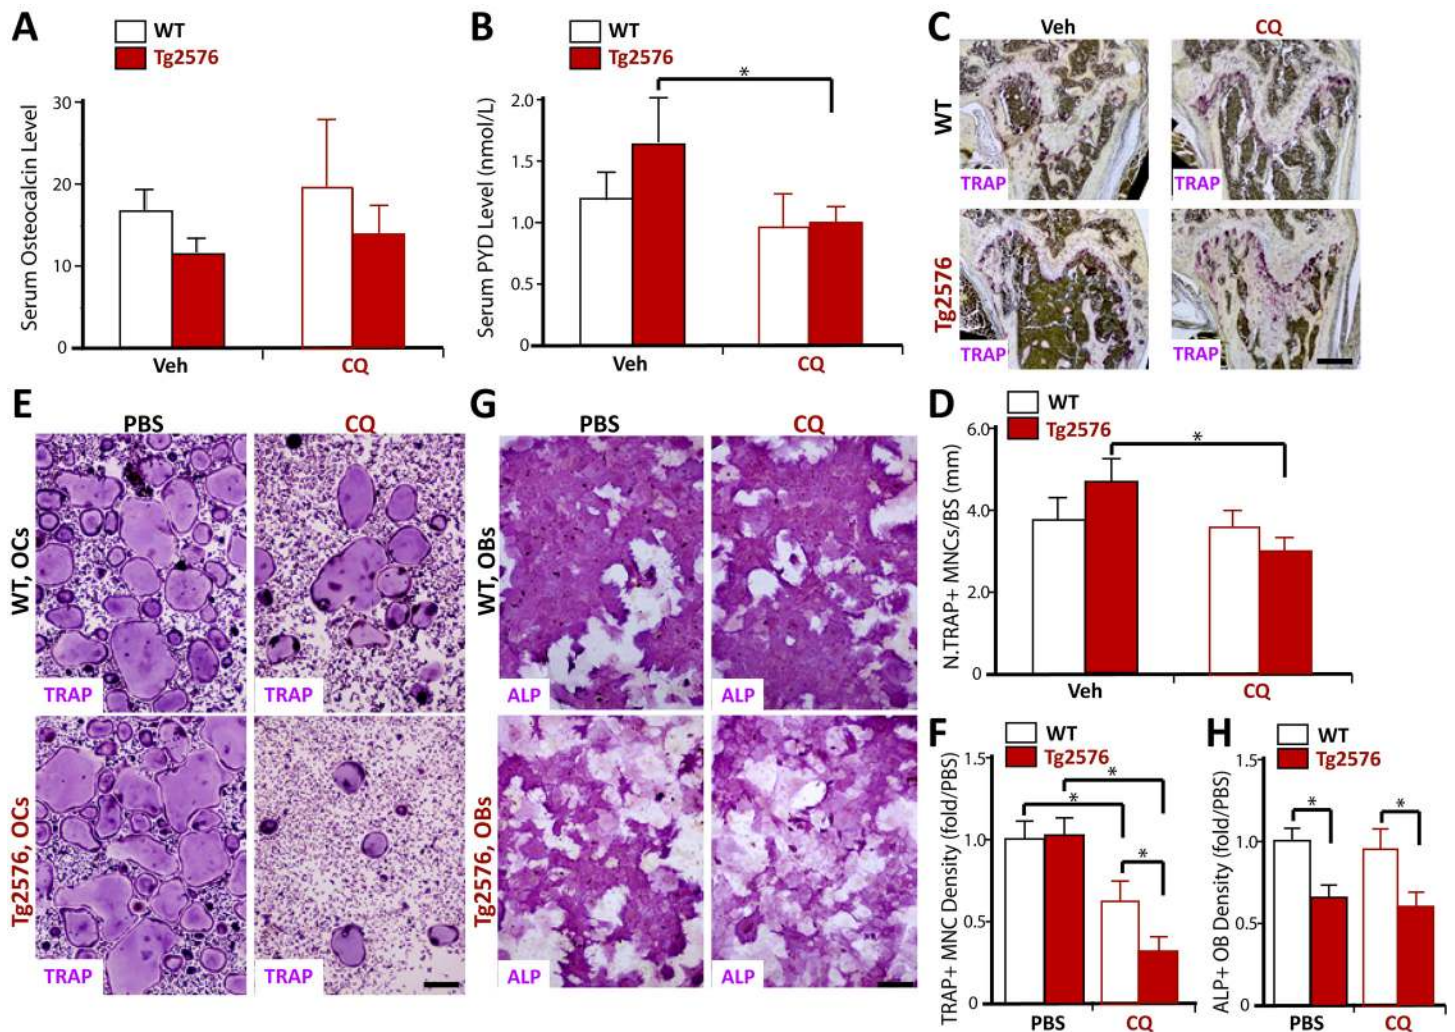 A
WT
Tg2576
Serum Osteocalcin Level
30
20
10
0
Veh
CQ
B
WT
Tg2576
*
Serum PYD Level (nmol/L)
2.0
1.5
1.0
0.5
0
Veh
CQ
C
Veh
CQ
WT
TRAP
TRAP
Tg2576
TRAP
TRAP
D
WT
Tg2576
*
N.TRAP+ MNCs/BS (mm)
6.0
4.0
2.0
0
Veh
CQ
E
PBS
CQ
WT, OCs
TRAP
TRAP
Tg2576, OCs
TRAP
TRAP
G
PBS
CQ
WT, OBs
ALP
ALP
Tg2576, OBs
ALP
ALP
F
WT
Tg2576
*
*
*
TRAP+ MNC Density (fold/PBS)
1.5
1.0
0.5
0
PBS
CQ
H
WT
Tg2576
*
*
ALP+ OB Density (fold/PBS)
1.5
1.0
0.5
0
PBS
CQ